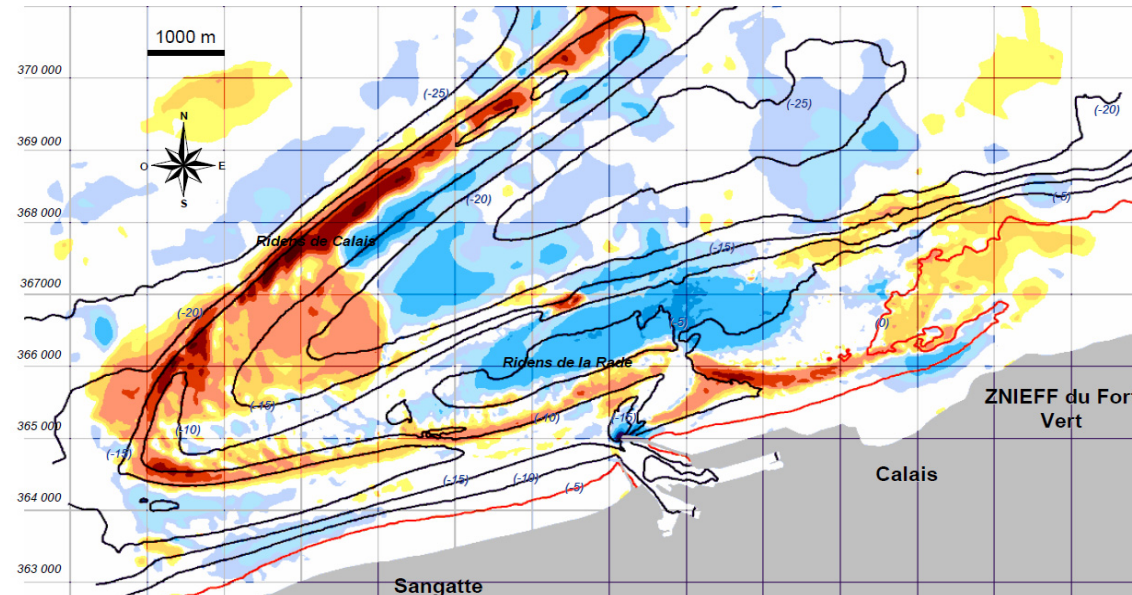 1000 m
370 000
369 000
368 000
367000
366 000
365 000
364 000
363 000
N
O
E
S
(-25)
(-25)
(-20)
(-20)
(-5)
Ridens de Calais
(-15)
(-20)
(-5)
(0)
Ridens de la Rade
(-15)
(-10)
(-10)
(-15)
(-15)
(-15)
(-10)
(-5)
ZNIEFF du Fort
Vert
Calais
Sangatte